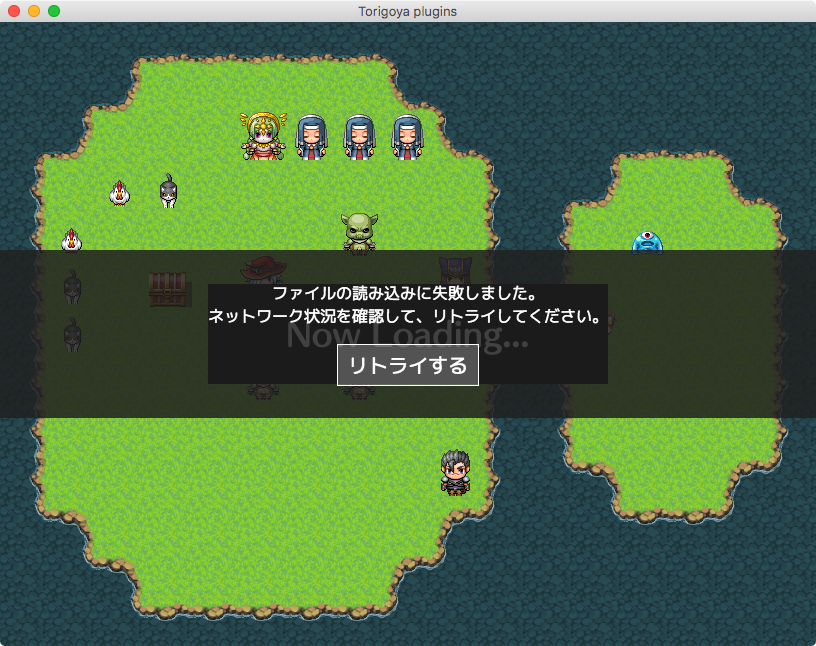 Torigoya plugins
ファイルの読み込みに失敗しました。
ネットワーク状況を確認して、リトライしてください。
Now Loading...
リトライする